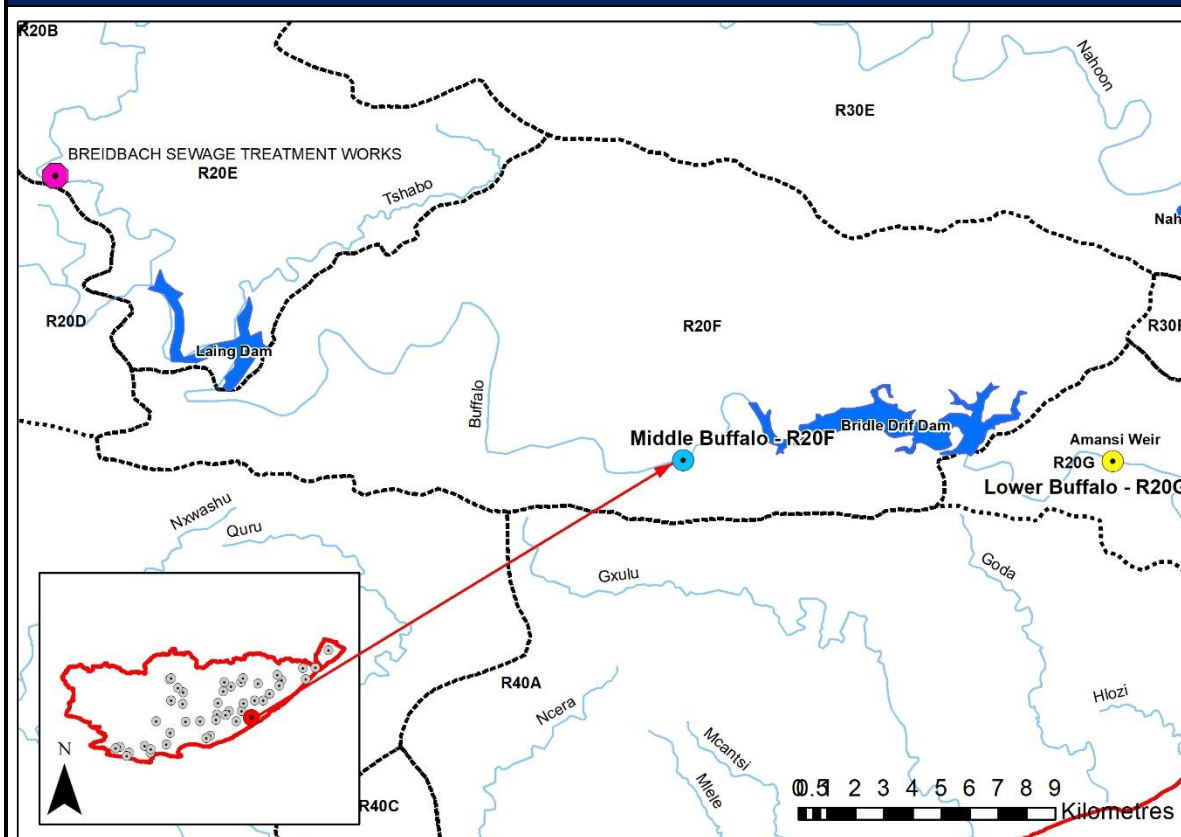 R20B
Nahoon
R30E
BREIDBACH SEWAGE TREATMENT WORKS
R20E
Tshabo
Nah
R20D
R20F
R30F
Laing Dam
Buffalo
Middle Buffalo - R20F
Bridle Drif Dam
Amansi Weir
R20G
Lower Buffalo - R20G
Nxwashu
Quru
Gxulu
Goda
R40A
Ncera
Hlozi
Mcantsi
Mlele
N
R40C
0 0.5 1 2 3 4 5 6 7 8 9
Kilometres